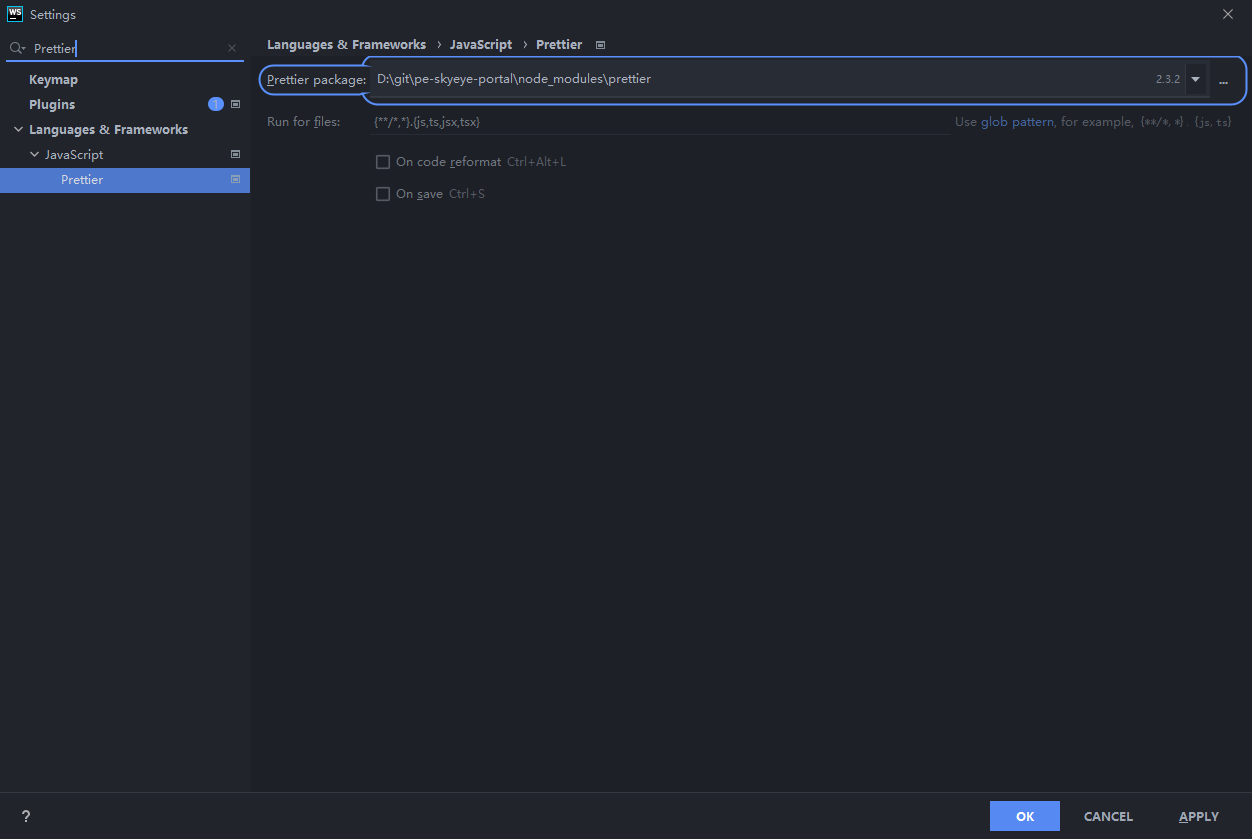 WS Settings
Prettier
Keymap
Plugins 1
Languages & Frameworks
JavaScript
Prettier
Languages & Frameworks › JavaScript › Prettier
Prettier package: D:\git\pe-skyeye-portal\node_modules\prettier 2.3.2 ...
Run for files: {**/*,*}.{js,ts,jsx,tsx} Use glob pattern, for example, {**/*,*}.{js,ts}
On code reformat Ctrl+Alt+L
On save Ctrl+S
? OK CANCEL APPLY